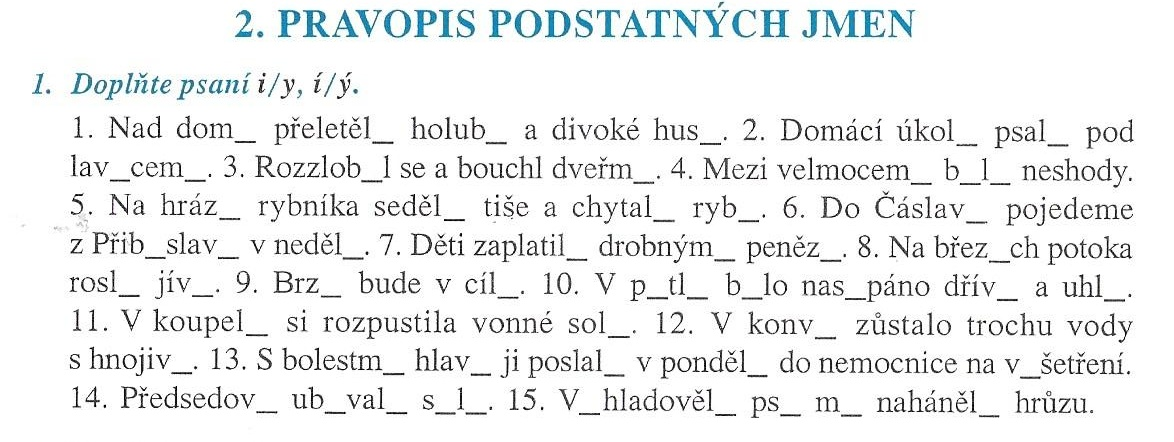 2. PRAVOPIS PODSTATNÝCH JMEN
1. Doplňte psaní i/y, í/ý.
1. Nad dom_ přeletěl_ holub_ a divoké hus_. 2. Domácí úkol_ psal_ pod
lav_cem_. 3. Rozzlob_l se a bouchl dveřm_. 4. Mezi velmocem_ b_l_ neshody.
5. Na hráz_ rybníka seděl_ tiše a chytal_ ryb_. 6. Do Čáslav_ pojedeme
z Přib_slav_ v neděl_. 7. Děti zaplatil_ drobným_ peněz_. 8. Na břez_ch potoka
rosl_ jív_. 9. Brz_ bude v cíl_. 10. V p_tl_ b_lo nas_páno dřív_ a uhl_.
11. V koupel_ si rozpustila vonné sol_. 12. V konv_ zůstalo trochu vody
s hnojiv_. 13. S bolestm_ hlav_ ji poslal_ v ponděl_ do nemocnice na v_šetření.
14. Předsedov_ ub_val_ s_l_. 15. V_hladověl_ ps_ m_ naháněl_ hrůzu.